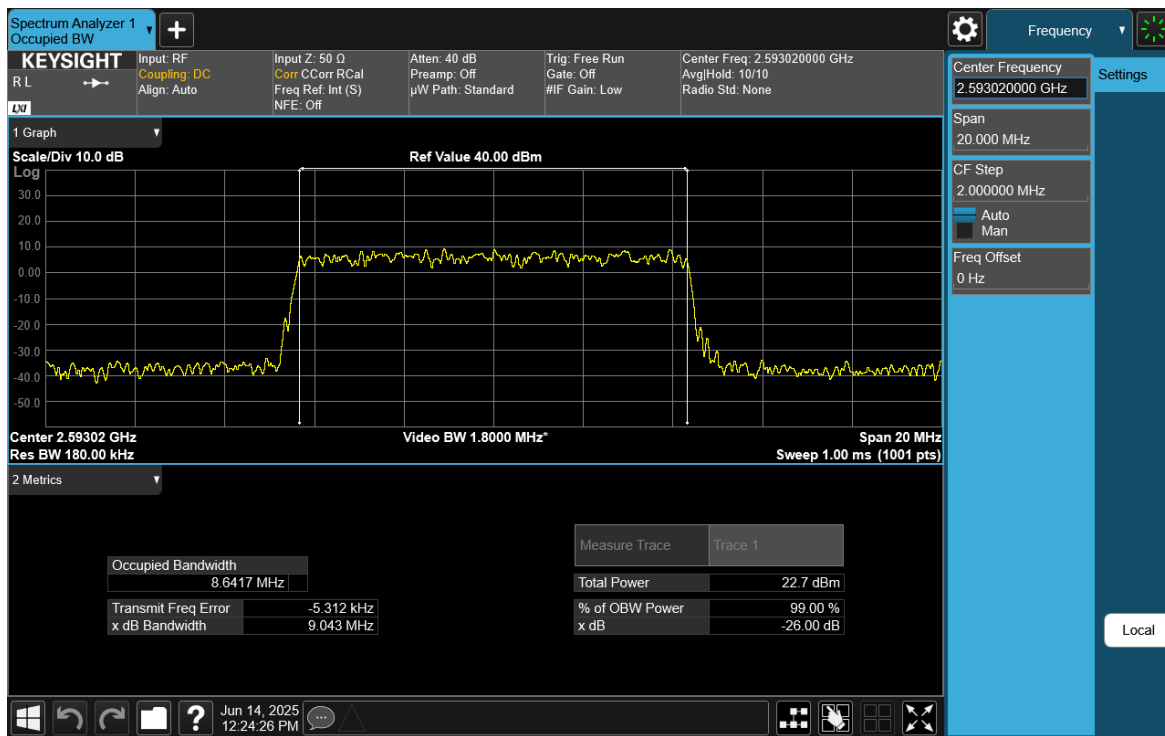 Spectrum Analyzer 1
Occupied BW
Frequency
KEYSIGHT
R L
LXI
Input: RF
Coupling: DC
Align: Auto
Input Z: 50 Ω
Corr CCorr RCal
Freq Ref: Int (S)
NFE: Off
Atten: 40 dB
Preamp: Off
µW Path: Standard
Trig: Free Run
Gate: Off
#IF Gain: Low
Center Freq: 2.593020000 GHz
Avg|Hold: 10/10
Radio Std: None
Center Frequency
2.593020000 GHz
Settings
Span
20.000 MHz
CF Step
2.000000 MHz
Auto
Man
Freq Offset
0 Hz
Local
1 Graph
Scale/Div 10.0 dB
Ref Value 40.00 dBm
Log
30.0
20.0
10.0
0.00
-10.0
-20.0
-30.0
-40.0
-50.0
Center 2.59302 GHz
Video BW 1.8000 MHz*
Span 20 MHz
Res BW 180.00 kHz
Sweep 1.00 ms (1001 pts)
2 Metrics
Measure Trace
Trace 1
Occupied Bandwidth
8.6417 MHz
Total Power
22.7 dBm
Transmit Freq Error
-5.312 kHz
% of OBW Power
99.00 %
x dB Bandwidth
9.043 MHz
x dB
-26.00 dB
?
Jun 14, 2025
12:24:26 PM